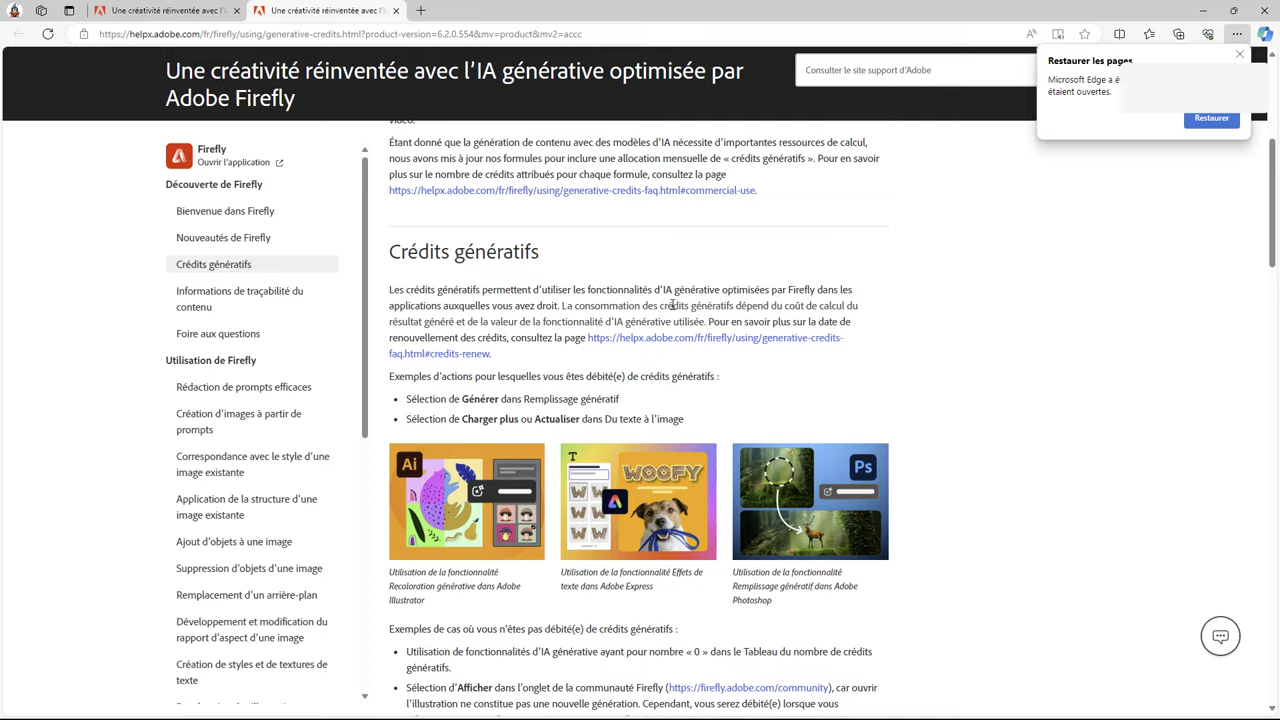 Une créativité réinventée avec l'IA générative
Une créativité réinventée avec l'IA générative
https://helpx.adobe.com/fr/firefly/using/generative-credits.html?product-version=6.2.0.554&mv=product&mv2=accc
Une créativité réinventée avec l'IA générative optimisée par
Adobe Firefly
Consulter le site support d'Adobe
Restaurer les pages
Microsoft Edge a é
étaient ouvertes.
Restaurer
Firefly
Ouvrir l'application
Découverte de Firefly
Bienvenue dans Firefly
Nouveautés de Firefly
Crédits génératifs
Informations de traçabilité du
contenu
Foire aux questions
Utilisation de Firefly
Rédaction de prompts efficaces
Création d'images à partir de
prompts
Correspondance avec le style d'une
image existante
Application de la structure d'une
image existante
Ajout d'objets à une image
Suppression d'objets d'une image
Remplacement d'un arrière-plan
Développement et modification du
rapport d'aspect d'une image
Création de styles et de textures de
texte
vidéo.
Étant donné que la génération de contenu avec des modèles d'IA nécessite d'importantes ressources de calcul,
nous avons mis à jour nos formules pour inclure une allocation mensuelle de « crédits génératifs ». Pour en savoir
plus sur le nombre de crédits attribués pour chaque formule, consultez la page
https://helpx.adobe.com/fr/firefly/using/generative-credits-faq.html#commercial-use.
Crédits génératifs
Les crédits génératifs permettent d'utiliser les fonctionnalités d'IA générative optimisées par Firefly dans les
applications auxquelles vous avez droit. La consommation des crédits génératifs dépend du coût de calcul du
résultat généré et de la valeur de la fonctionnalité d'IA générative utilisée. Pour en savoir plus sur la date de
renouvellement des crédits, consultez la page https://helpx.adobe.com/fr/firefly/using/generative-credits-
faq.html#credits-renew.
Exemples d'actions pour lesquelles vous êtes débité(e) de crédits génératifs :
• Sélection de Générer dans Remplissage génératif
• Sélection de Charger plus ou Actualiser dans Du texte à l'image
Ai
T
WOOFY
W W
W W
W W
Ps
Utilisation de la fonctionnalité
Recoloration générative dans Adobe
Illustrator
Utilisation de la fonctionnalité Effets de
texte dans Adobe Express
Utilisation de la fonctionnalité
Remplissage génératif dans Adobe
Photoshop
Exemples de cas où vous n'êtes pas débité(e) de crédits génératifs :
• Utilisation de fonctionnalités d'IA générative ayant pour nombre « 0 » dans le Tableau du nombre de crédits
génératifs.
• Sélection d'Afficher dans l'onglet de la communauté Firefly (https://firefly.adobe.com/community), car ouvrir
l'illustration ne constitue pas une nouvelle génération. Cependant, vous serez débité(e) lorsque vous